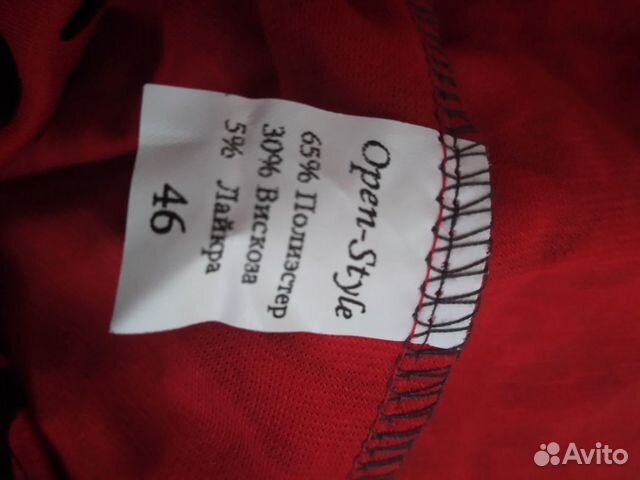 Open-Style
65% Полиэстер
30% Вискоза
5% Лайкра
46
Avito